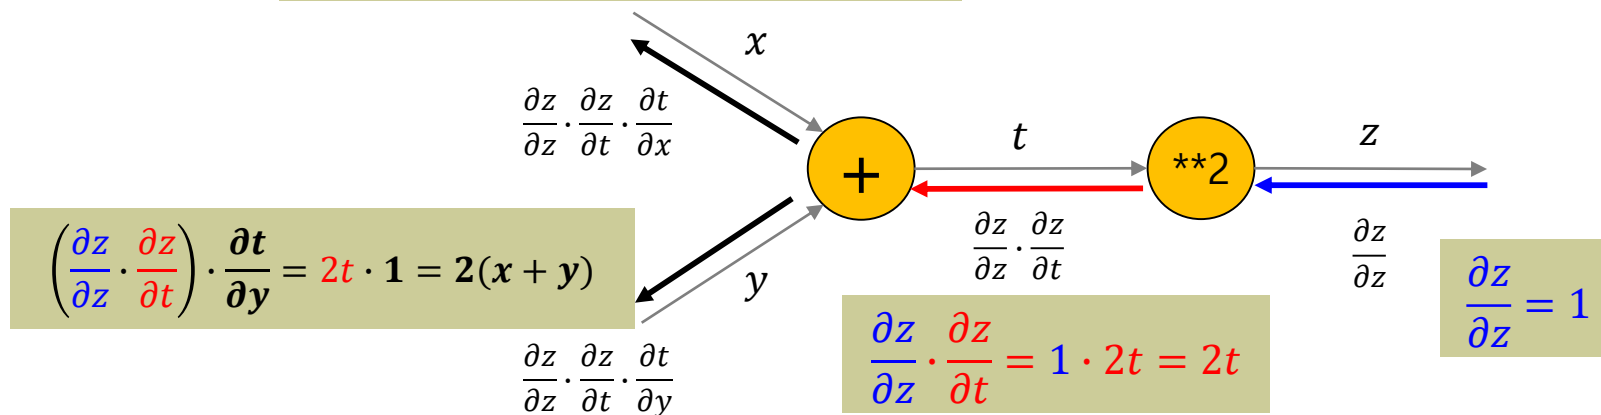 x
∂z/∂z · ∂z/∂t · ∂t/∂x
+
t
**2
z
∂z/∂z · ∂z/∂t
∂z/∂z
∂z/∂z = 1
(∂z/∂z · ∂z/∂t) · ∂t/∂y = 2t · 1 = 2(x + y)
y
∂z/∂z · ∂z/∂t = 1 · 2t = 2t
∂z/∂z · ∂z/∂t · ∂t/∂y